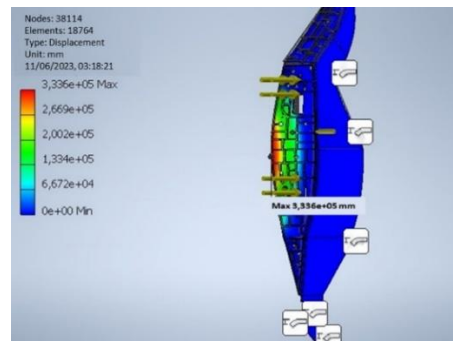 Nodes: 38114
Elements: 18764
Type: Displacement
Unit: mm
11/06/2023, 03:18:21
3,336e+05 Max
2,669e+05
2,002e+05
1,334e+05
6,672e+04
0e+00 Min
Max 3,336e+05 mm